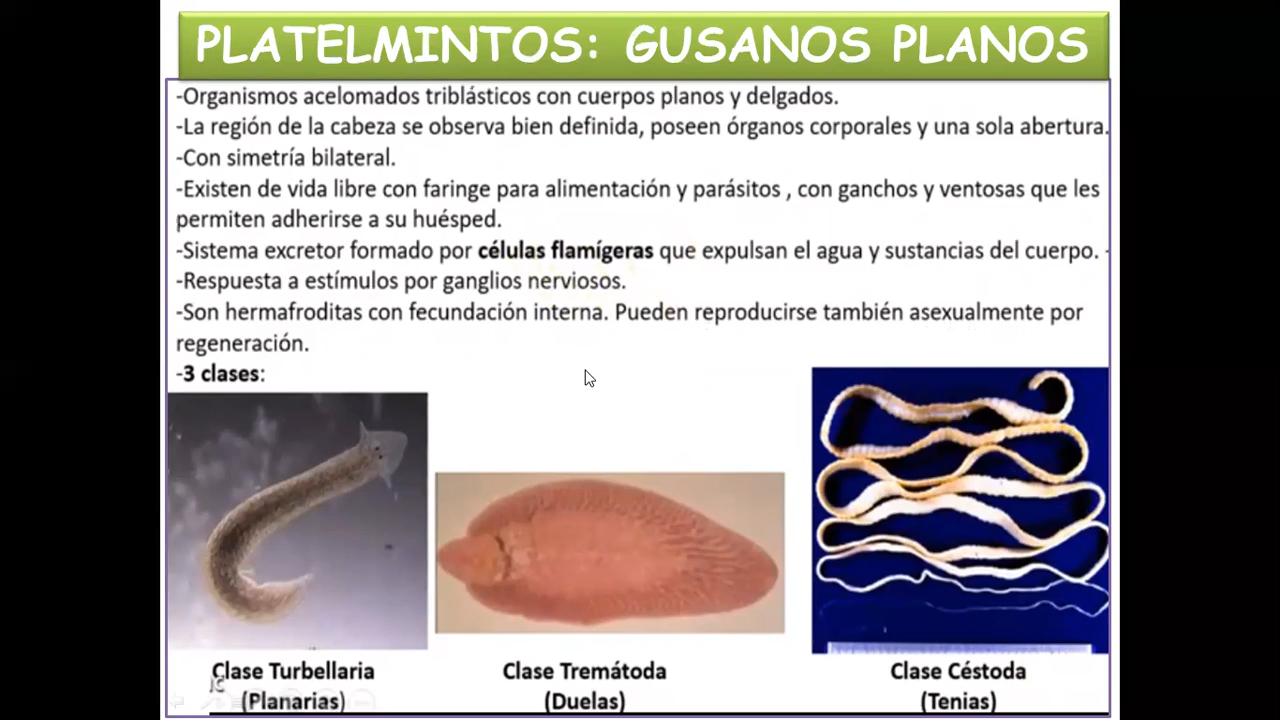 PLATELMINTOS: GUSANOS PLANOS
-Organismos acelomados triblásticos con cuerpos planos y delgados.
-La región de la cabeza se observa bien definida, poseen órganos corporales y una sola abertura.
-Con simetría bilateral.
-Existen de vida libre con faringe para alimentación y parásitos , con ganchos y ventosas que les
permiten adherirse a su huésped.
-Sistema excretor formado por células flamígeras que expulsan el agua y sustancias del cuerpo. -
-Respuesta a estímulos por ganglios nerviosos.
-Son hermafroditas con fecundación interna. Pueden reproducirse también asexualmente por
regeneración.
-3 clases:
Clase Turbellaria
(Planarias)
Clase Tremátoda
(Duelas)
Clase Céstoda
(Tenias)